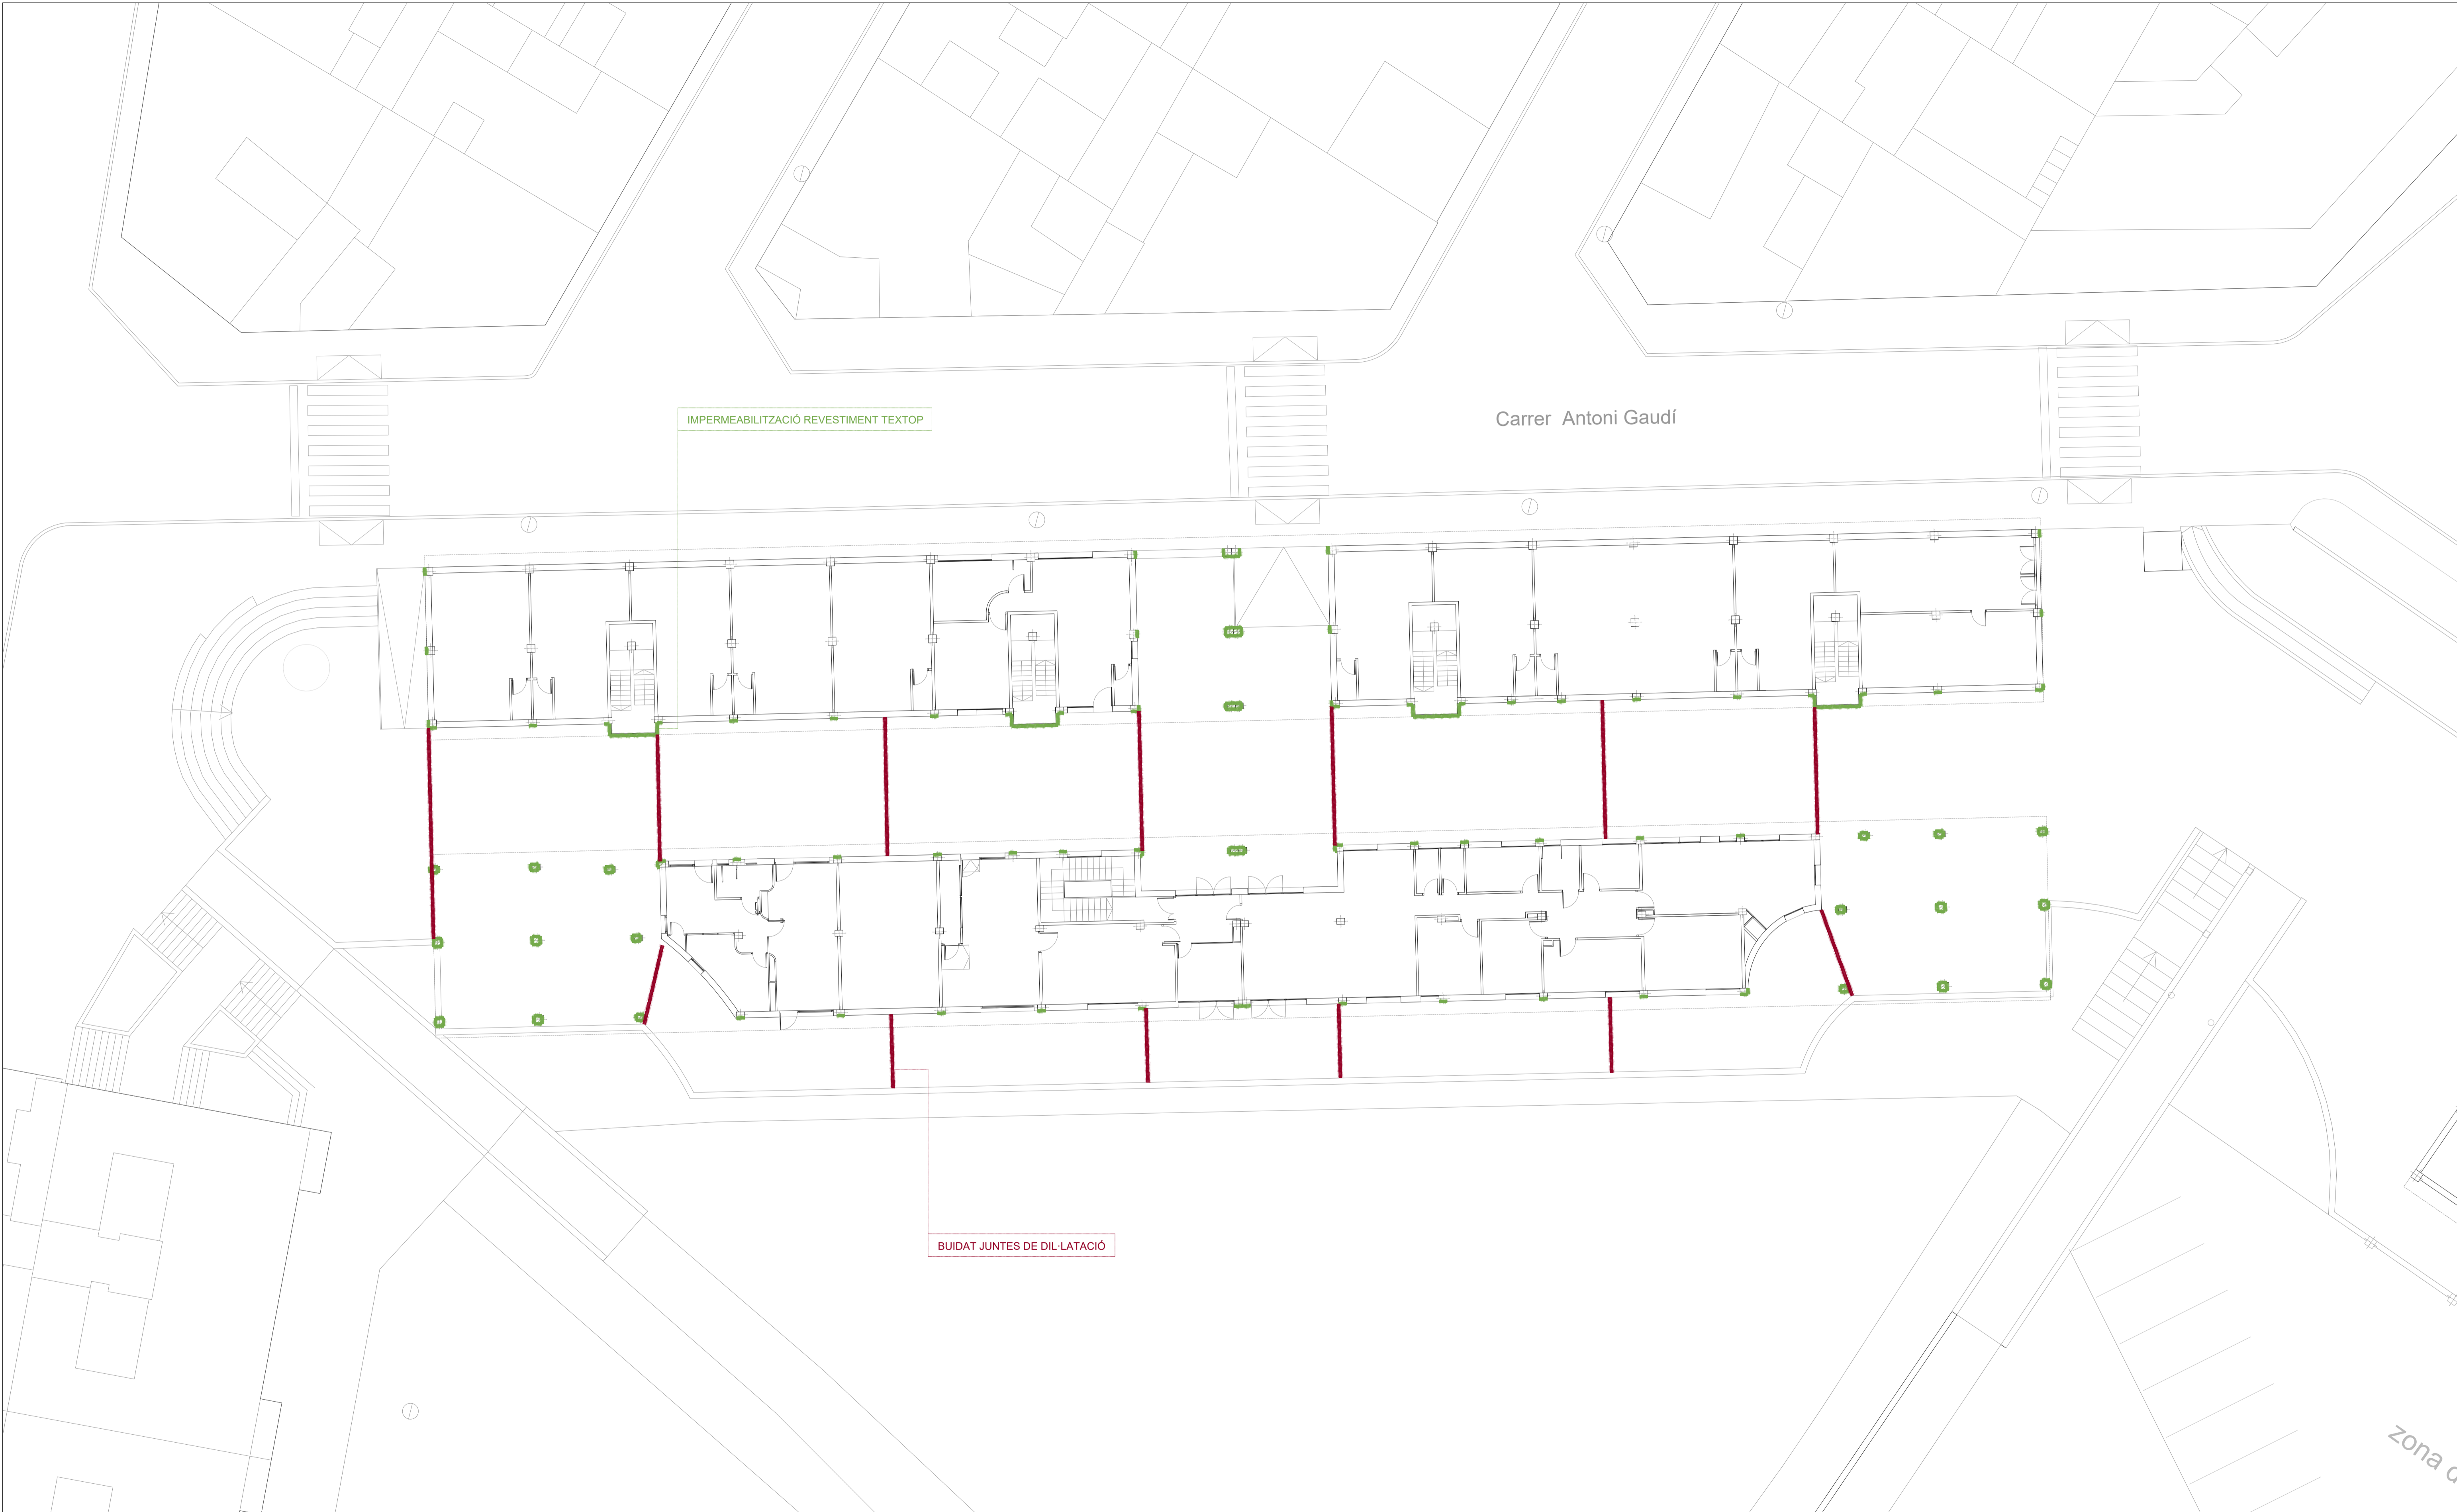 IMPERMEABILITZACIÓ REVESTIMENT TEXTOP
Carrer Antoni Gaudí
BUIDAT JUNTES DE DIL·LATACIÓ
zona d